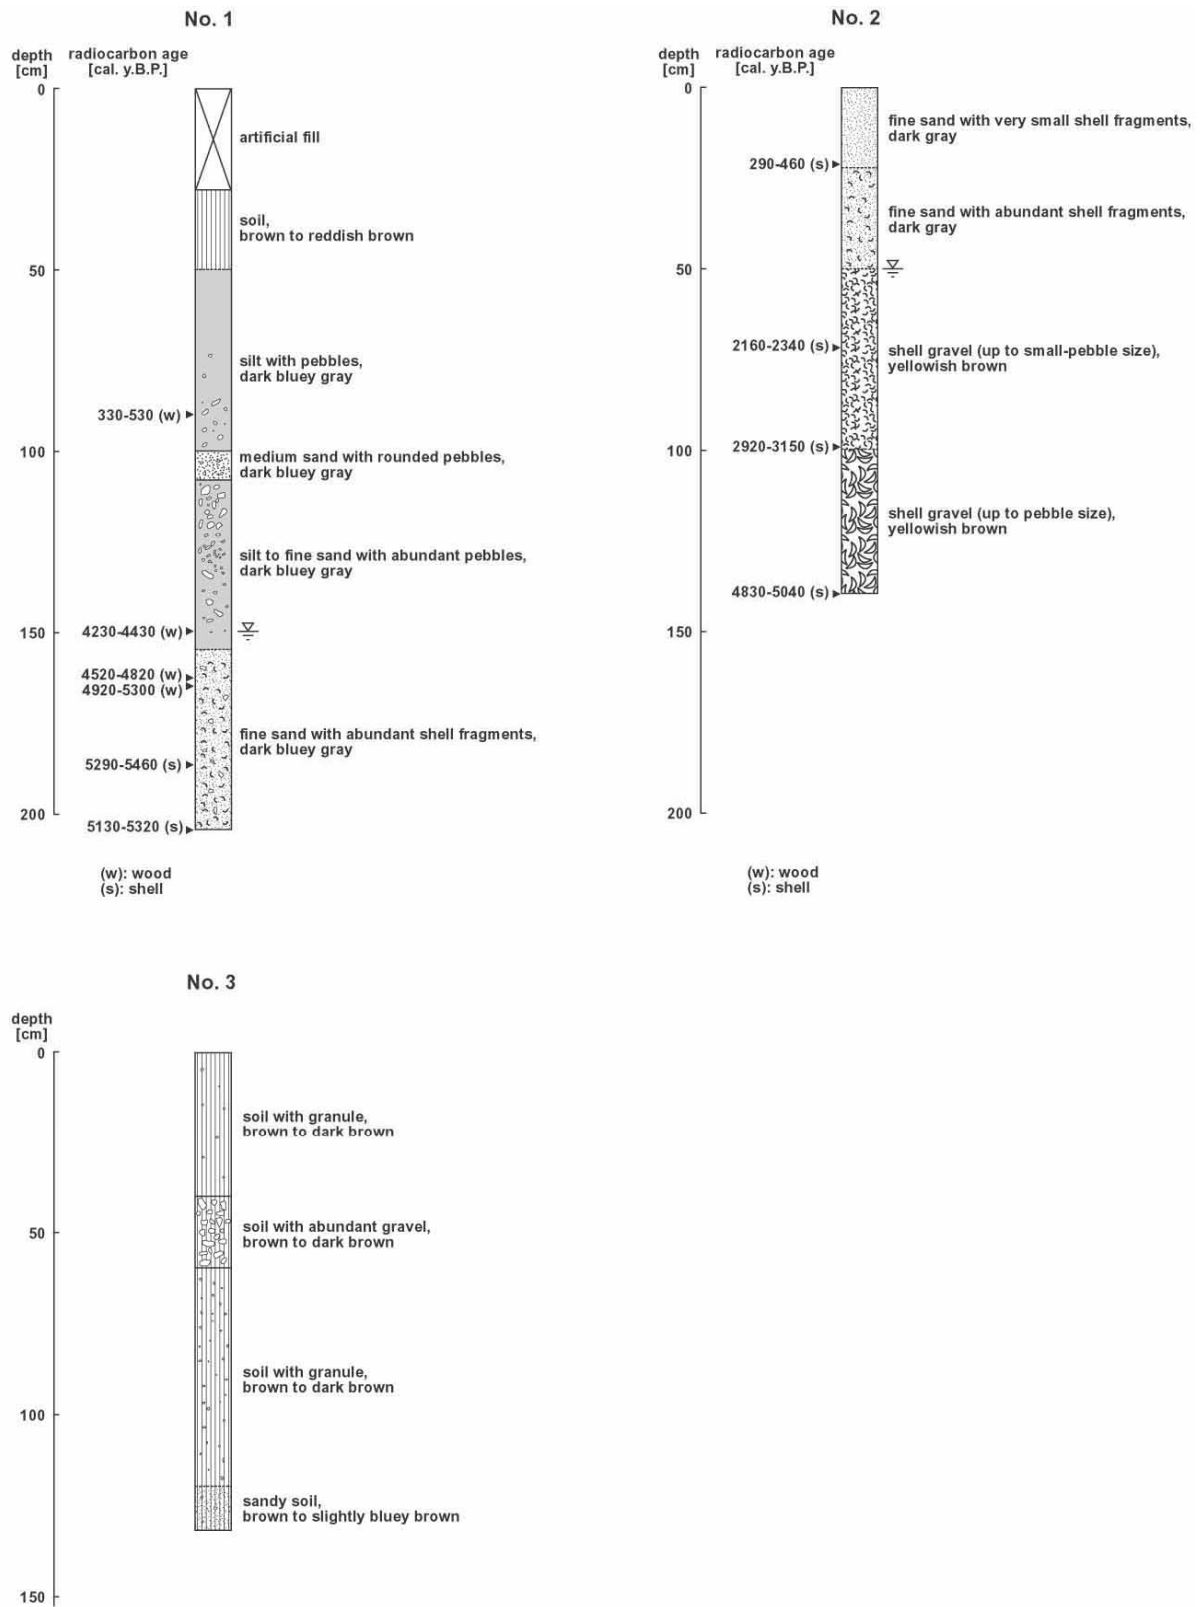 No. 1
depth
[cm]
radiocarbon age
[cal. y.B.P.]
0
artificial fill
soil,
brown to reddish brown
50
silt with pebbles,
dark bluey gray
330-530 (w)
100
medium sand with rounded pebbles,
dark bluey gray
silt to fine sand with abundant pebbles,
dark bluey gray
4230-4430 (w)
150
4520-4820 (w)
4920-5300 (w)
fine sand with abundant shell fragments,
dark bluey gray
5290-5460 (s)
200
5130-5320 (s)
(w): wood
(s): shell
No. 2
depth
[cm]
radiocarbon age
[cal. y.B.P.]
0
fine sand with very small shell fragments,
dark gray
290-460 (s)
fine sand with abundant shell fragments,
dark gray
50
2160-2340 (s)
shell gravel (up to small-pebble size),
yellowish brown
2920-3150 (s)
100
shell gravel (up to pebble size),
yellowish brown
4830-5040 (s)
150
200
(w): wood
(s): shell
No. 3
depth
[cm]
0
soil with granule,
brown to dark brown
50
soil with abundant gravel,
brown to dark brown
soil with granule,
brown to dark brown
100
sandy soil,
brown to slightly bluey brown
150